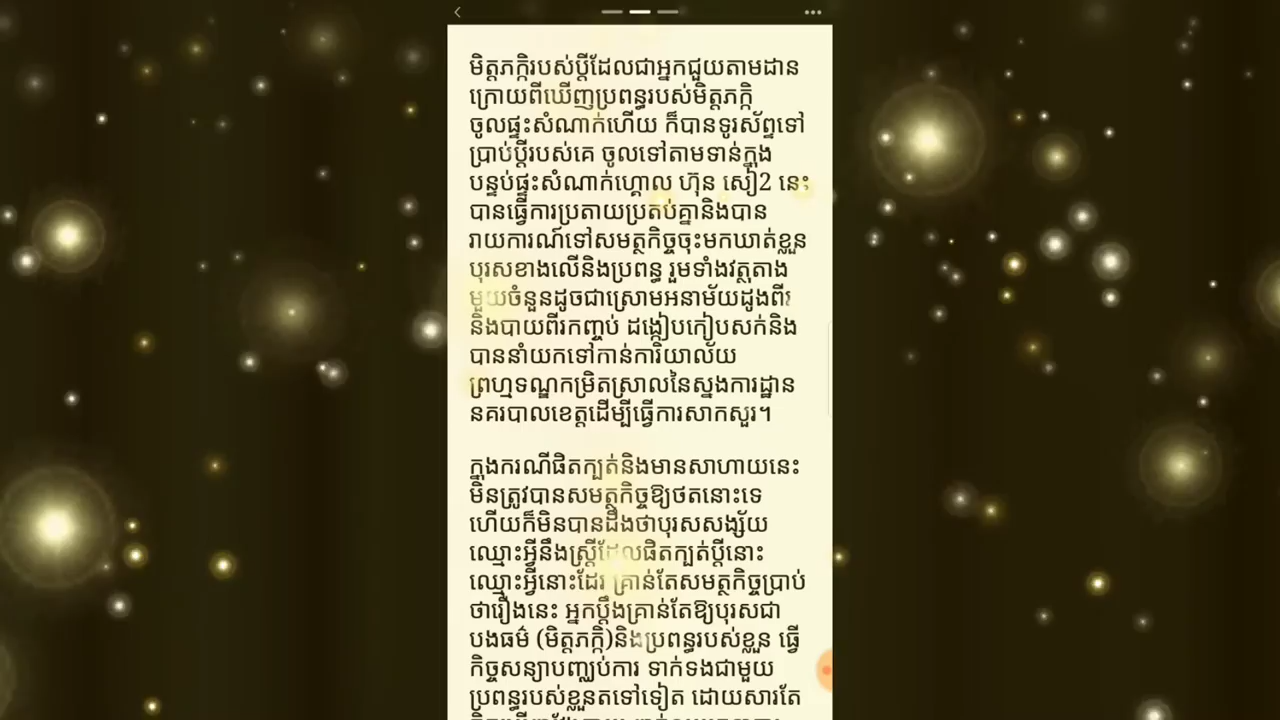 មិត្តភក្កិរបស់ប្ដីដែលជាអ្នកជួយតាមដាន
ក្រោយពីឃើញប្រពន្ធរបស់មិត្តភក្កិ
ចូលផ្ទះសំណាក់ហើយ ក៏បានទូរស័ព្ទទៅ
ប្រាប់ប្ដីរបស់គេ ចូលទៅតាមទាន់ក្នុង
បន្ទប់ផ្ទះសំណាក់ហ្គោល ហ៊ុន សៀ2 នេះ
បានធ្វើការប្រតាយប្រតប់គ្នានិងបាន
រាយការណ៍ទៅសមត្ថកិច្ចចុះមកឃាត់ខ្លួន
បុរសខាងលើនិងប្រពន្ធ រួមទាំងវត្ថុតាង
មួយចំនួនដូចជាស្រោមអនាម័យដូងពីរ
និងបាយពីរកញ្ចប់ ដង្កៀបកៀបសក់និង
បាននាំយកទៅកាន់ការិយាល័យ
ព្រហ្មទណ្ឌកម្រិតស្រាលនៃស្នងការដ្ឋាន
នគរបាលខេត្តដើម្បីធ្វើការសាកសួរ។
ក្នុងករណីផិតក្បត់និងមានសាហាយនេះ
មិនត្រូវបានសមត្ថកិច្ចឱ្យថតនោះទេ
ហើយក៏មិនបានដឹងថាបុរសសង្ស័យ
ឈ្មោះអ្វីនឹងស្ត្រីដែលផិតក្បត់ប្ដីនោះ
ឈ្មោះអ្វីនោះដែរ គ្រាន់តែសមត្ថកិច្ចប្រាប់
ថារឿងនេះ អ្នកប្ដឹងគ្រាន់តែឱ្យបុរសជា
បងធម៌ (មិត្តភក្កិ)និងប្រពន្ធរបស់ខ្លួន ធ្វើ
កិច្ចសន្យាបញ្ឈប់ការ ទាក់ទងជាមួយ
ប្រពន្ធរបស់ខ្លួនតទៅទៀត ដោយសារតែ